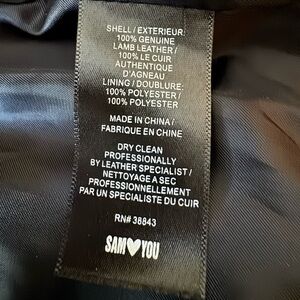 SHELL / EXTERIEUR:
100% GENUINE
LAMB LEATHER /
100% LE CUIR
AUTHENTIQUE
D'AGNEAU
LINING / DOUBLURE:
100% POLYESTER /
100% POLYESTER
MADE IN CHINA /
FABRIQUE EN CHINE
DRY CLEAN
PROFESSIONALLY
BY LEATHER SPECIALIST /
NETTOYAGE A SEC
PROFESSIONNELLEMENT
PAR UN SPECIALISTE DU CUIR
RN# 38843
SAM♥YOU